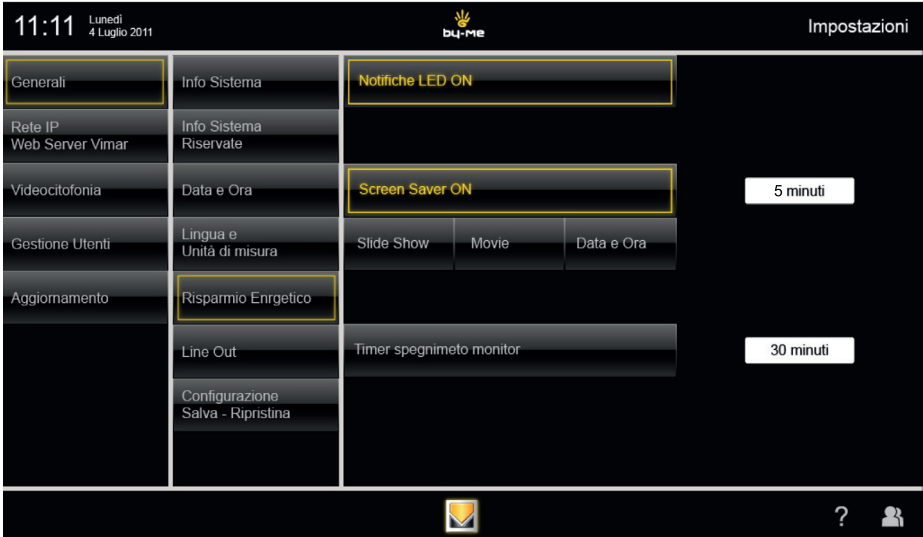 11:11
Lunedì
4 Luglio 2011
by-me
Impostazioni
Generali
Rete IP
Web Server Vimar
Videocitofonia
Gestione Utenti
Aggiornamento
Info Sistema
Info Sistema
Riservate
Data e Ora
Lingua e
Unità di misura
Risparmio Enrgetico
Line Out
Configurazione
Salva - Ripristina
Notifiche LED ON
Screen Saver ON
5 minuti
Slide Show
Movie
Data e Ora
Timer spegnimeto monitor
30 minuti
?